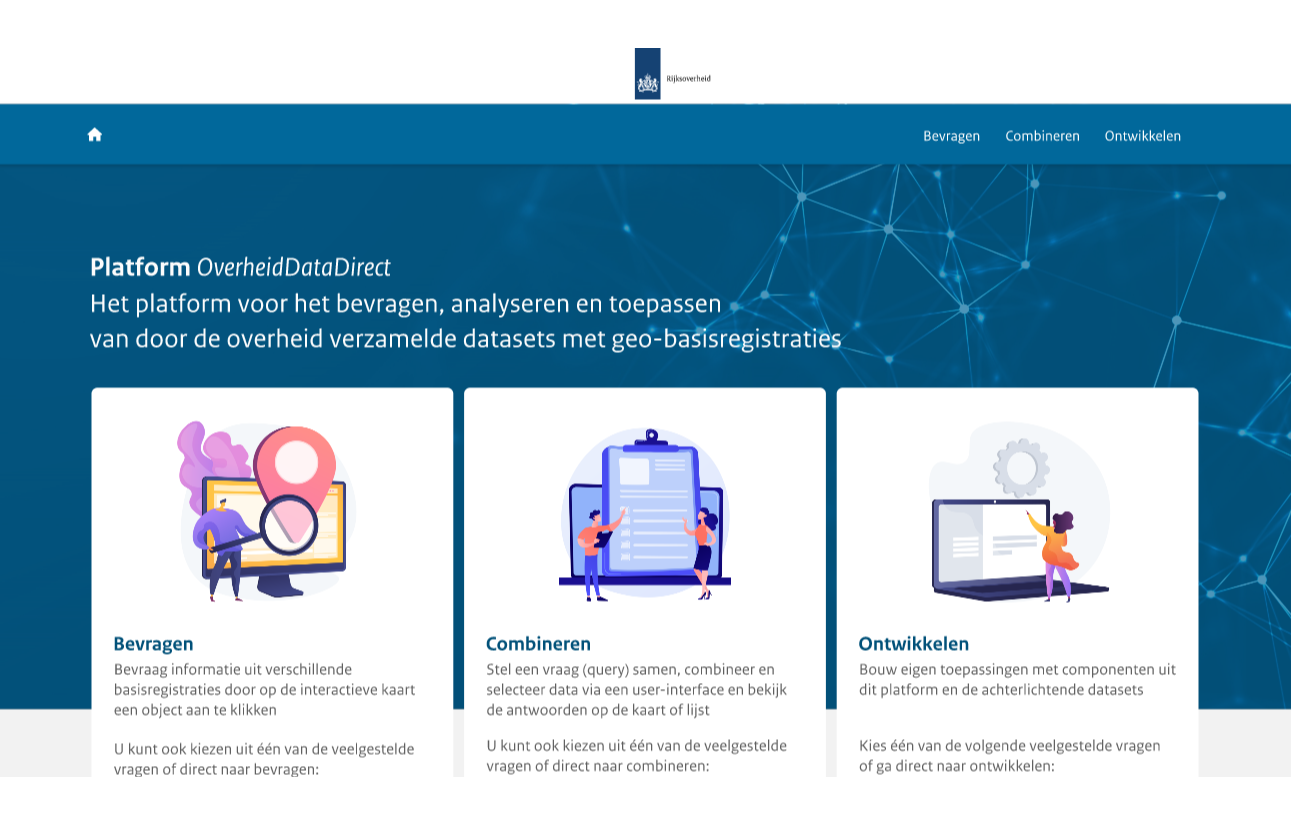 Rijksoverheid
Bevragen Combineren Ontwikkelen
Platform OverheidDataDirect
Het platform voor het bevragen, analyseren en toepassen
van door de overheid verzamelde datasets met geo-basisregistraties
Bevragen
Bevraag informatie uit verschillende
basisregistraties door op de interactieve kaart
een object aan te klikken
U kunt ook kiezen uit één van de veelgestelde
vragen of direct naar bevragen:
Combineren
Stel een vraag (query) samen, combineer en
selecteer data via een user-interface en bekijk
de antwoorden op de kaart of lijst
U kunt ook kiezen uit één van de veelgestelde
vragen of direct naar combineren:
Ontwikkelen
Bouw eigen toepassingen met componenten uit
dit platform en de achterlichtende datasets
Kies één van de volgende veelgestelde vragen
of ga direct naar ontwikkelen: